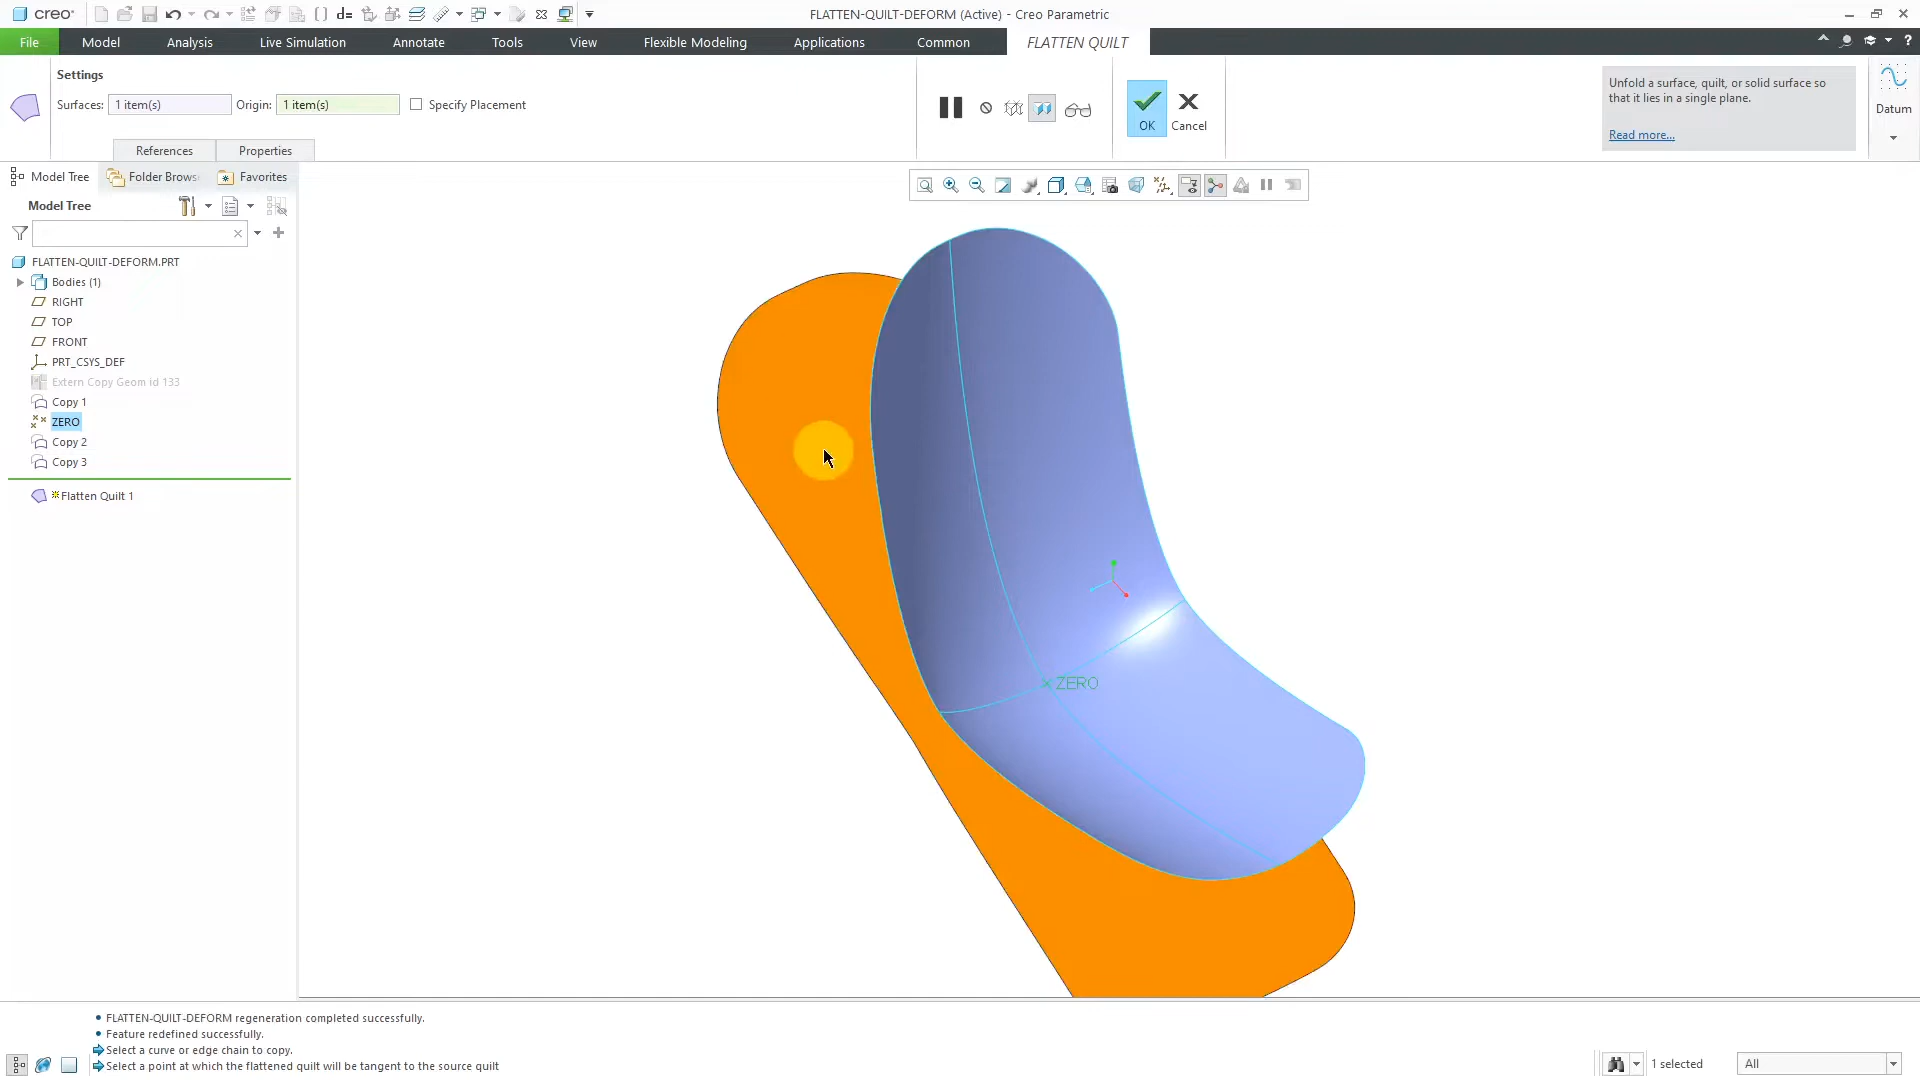 creo
d=
FLATTEN-QUILT-DEFORM (Active) - Creo Parametric
File
Model
Analysis
Live Simulation
Annotate
Tools
View
Flexible Modeling
Applications
Common
FLATTEN QUILT
?
Settings
Surfaces: 1 item(s) Origin: 1 item(s) Specify Placement
References
Properties
OK
Cancel
Unfold a surface, quilt, or solid surface so
that it lies in a single plane.
Read more...
Datum
Model Tree
Folder Brows
Favorites
Model Tree
FLATTEN-QUILT-DEFORM.PRT
Bodies (1)
RIGHT
TOP
FRONT
PRT_CSYS_DEF
Extern Copy Geom id 133
Copy 1
ZERO
Copy 2
Copy 3
Flatten Quilt 1
ZERO
• FLATTEN-QUILT-DEFORM regeneration completed successfully.
• Feature redefined successfully.
Select a curve or edge chain to copy.
Select a point at which the flattened quilt will be tangent to the source quilt
1 selected
All